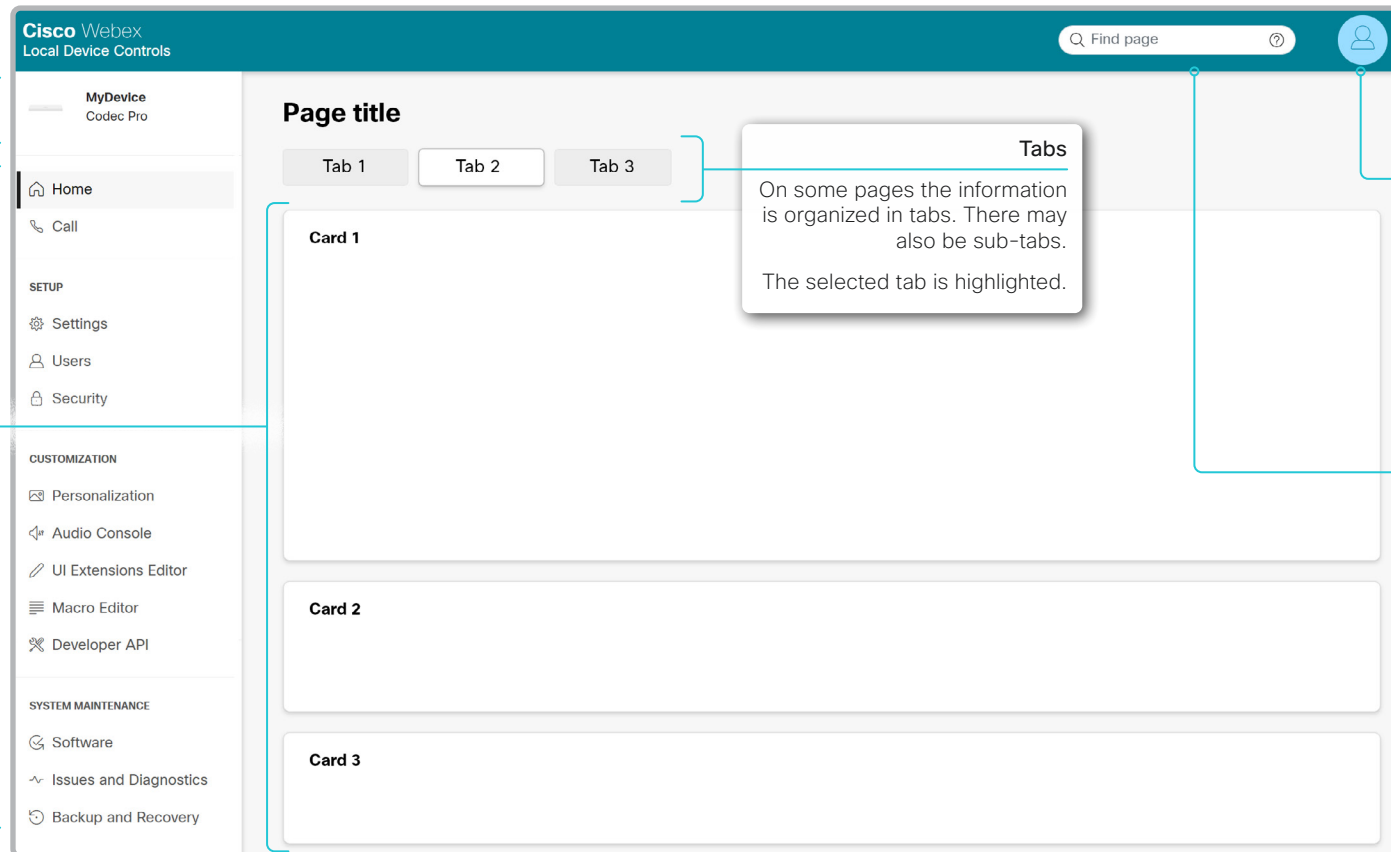 Cisco Webex
Local Device Controls
Find page
MyDevice
Codec Pro
Home
Call
SETUP
Settings
Users
Security
CUSTOMIZATION
Personalization
Audio Console
UI Extensions Editor
Macro Editor
Developer API
SYSTEM MAINTENANCE
Software
Issues and Diagnostics
Backup and Recovery
Page title
Tab 1 Tab 2 Tab 3
Tabs
On some pages the information
is organized in tabs. There may
also be sub-tabs.
The selected tab is highlighted.
Card 1
Card 2
Card 3